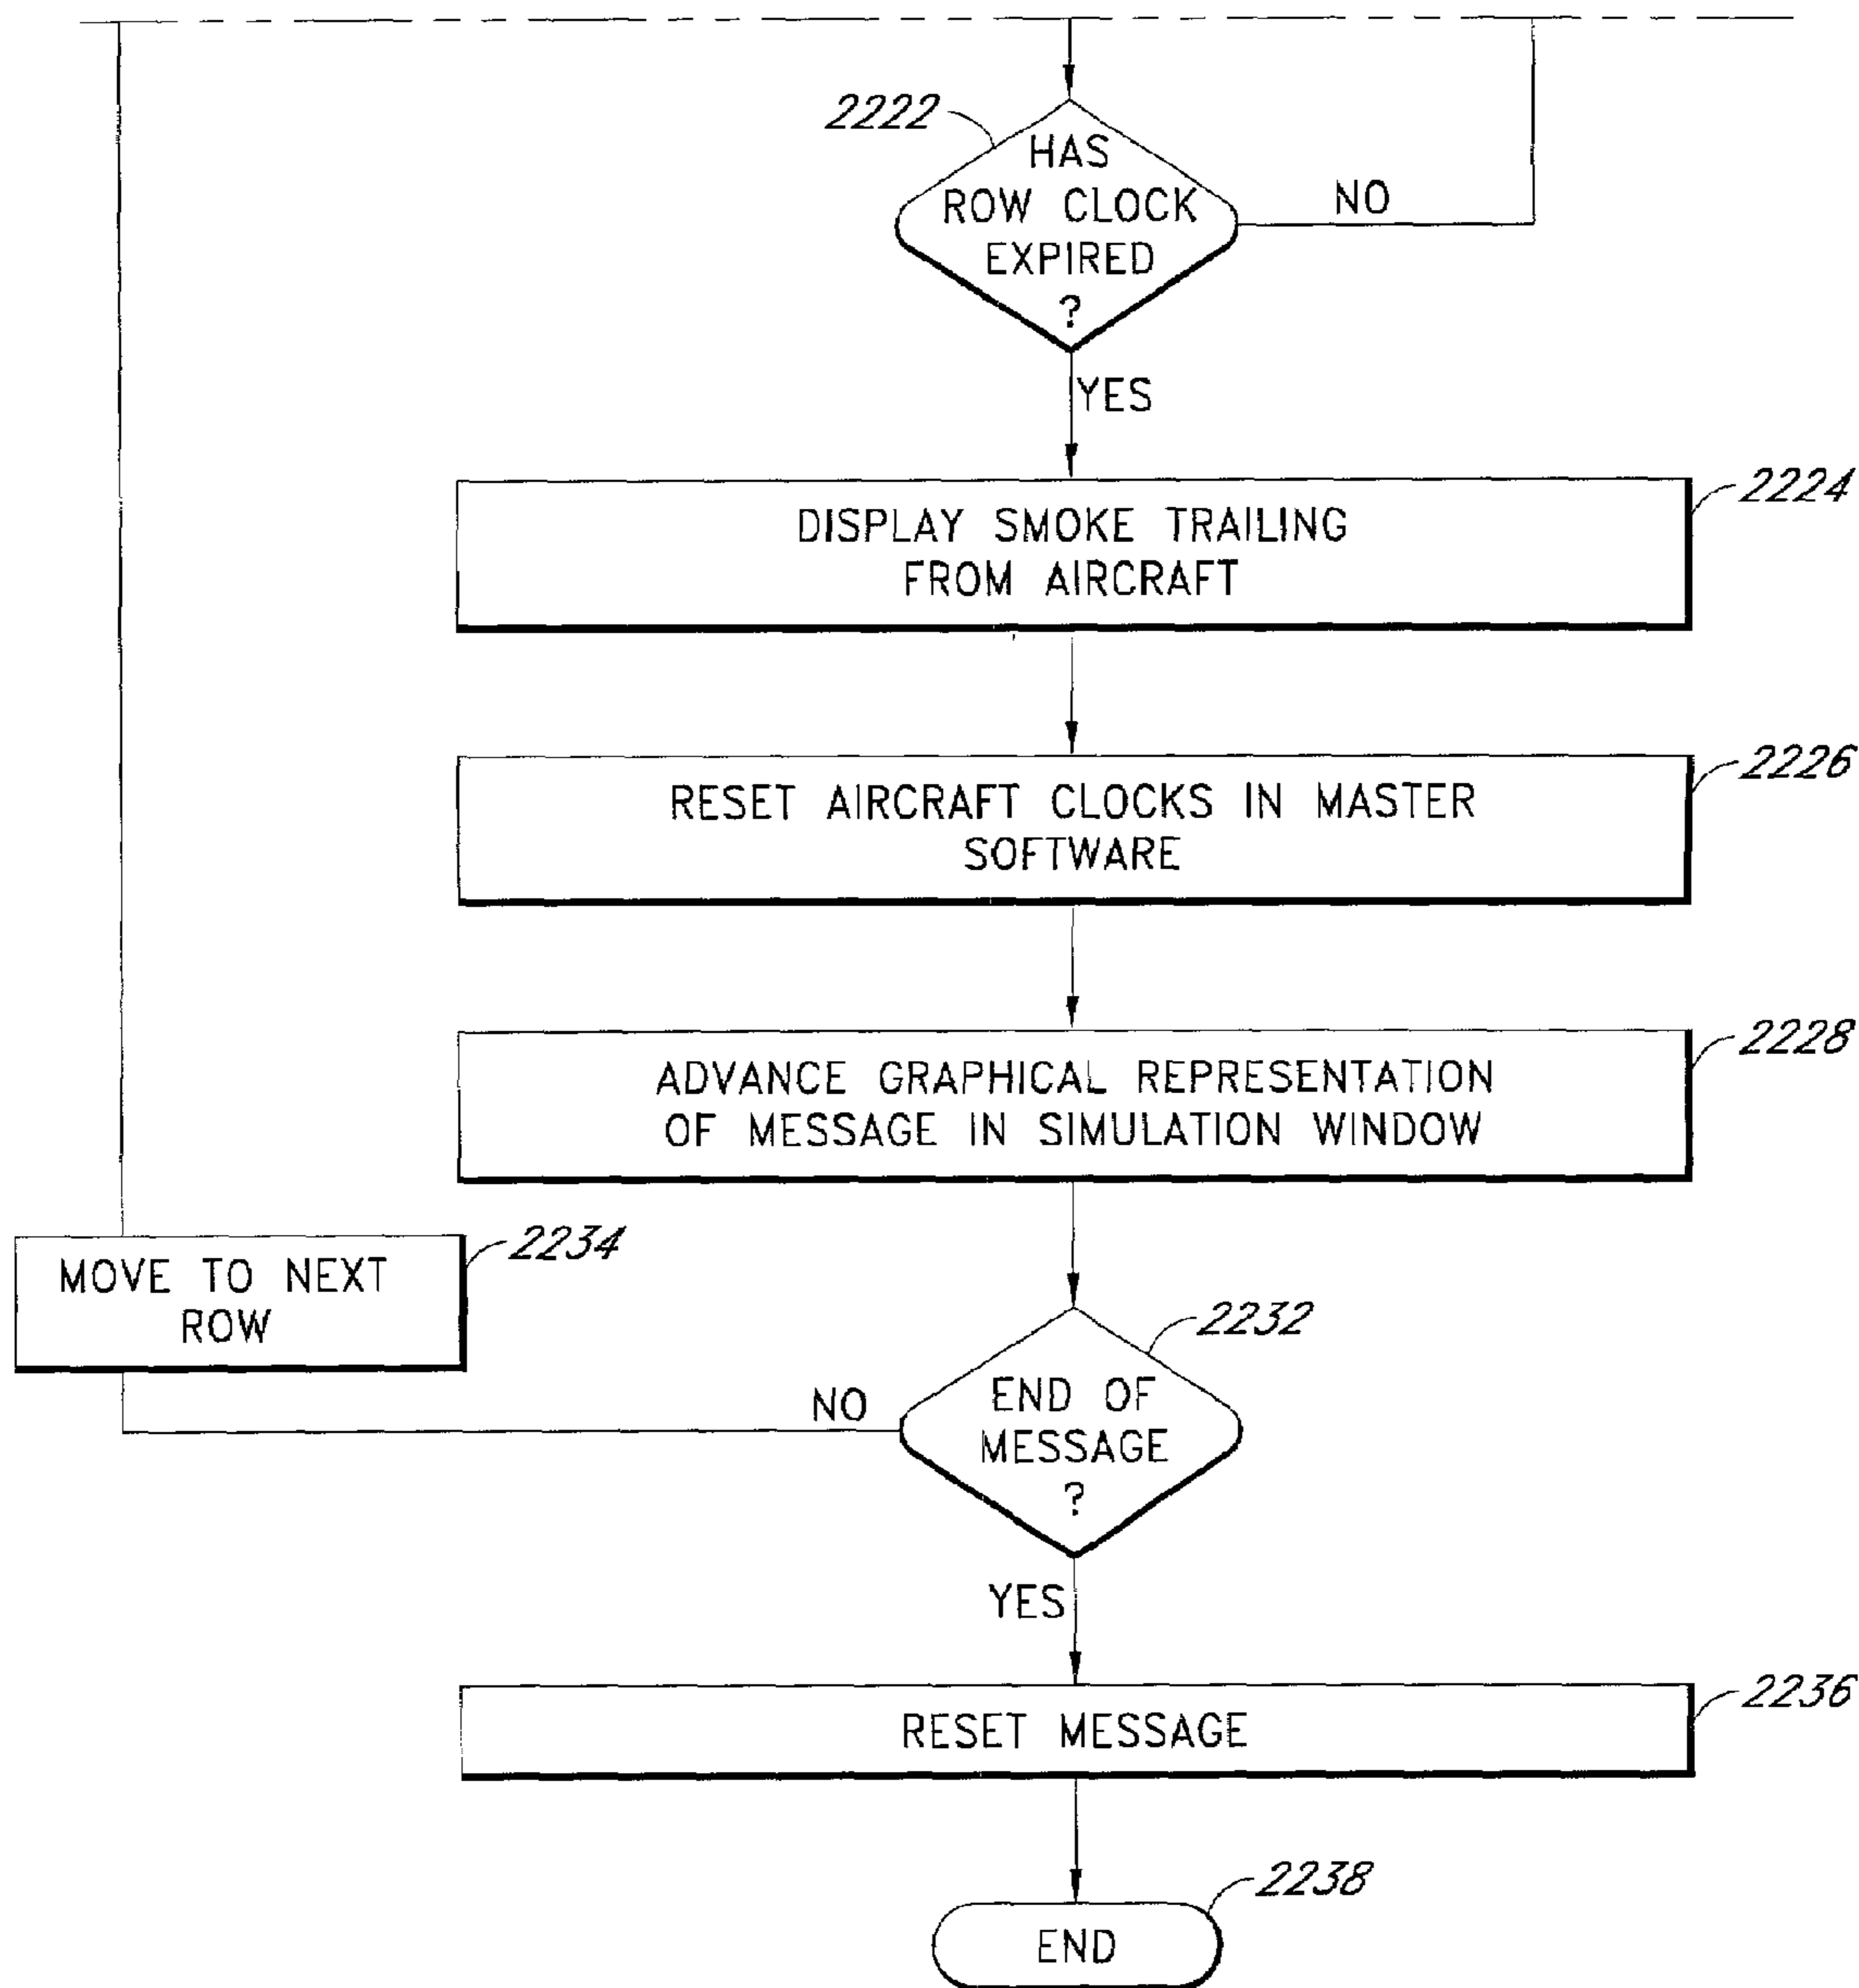 2222
HAS
ROW CLOCK
EXPIRED
?
NO
YES
2224
DISPLAY SMOKE TRAILING
FROM AIRCRAFT
2226
RESET AIRCRAFT CLOCKS IN MASTER
SOFTWARE
2228
ADVANCE GRAPHICAL REPRESENTATION
OF MESSAGE IN SIMULATION WINDOW
2234
MOVE TO NEXT
ROW
2232
END OF
MESSAGE
?
NO
YES
2236
RESET MESSAGE
2238
END